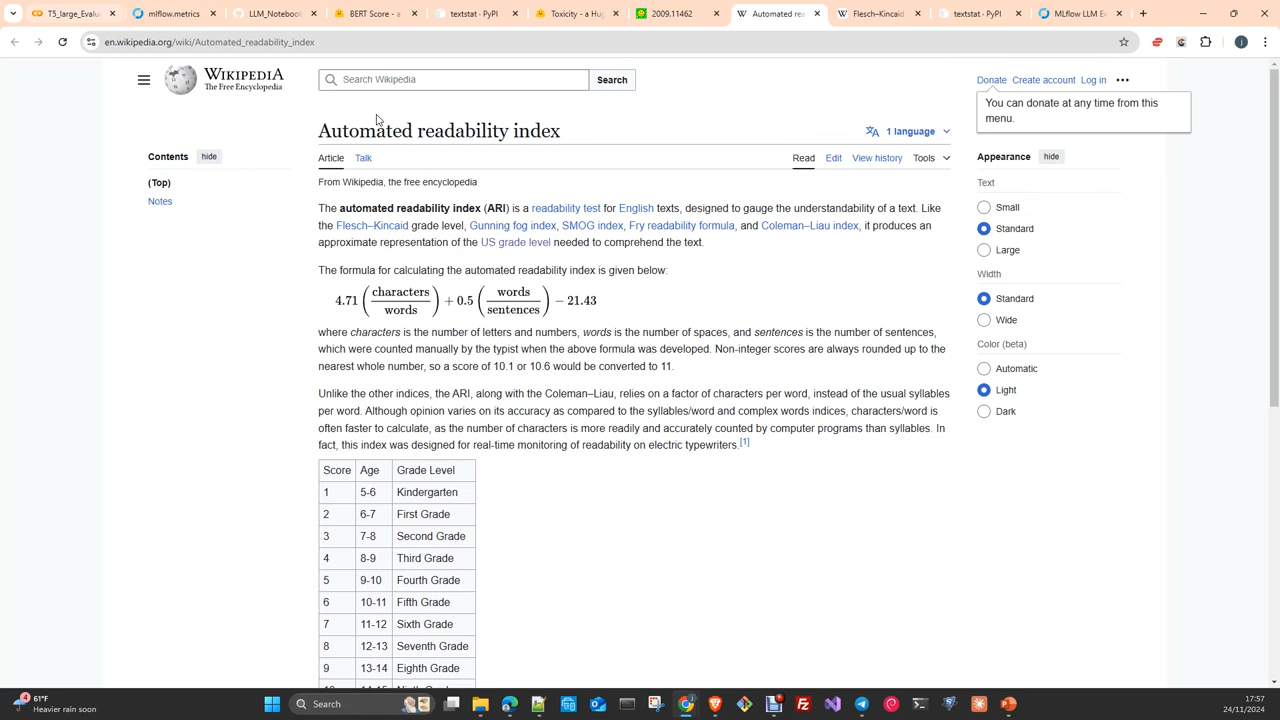 T5_large_Evalu
mlflow.metrics
LLM_Notebook
BERT Score - a
textstat - PyPI
Toxicity - a Hug
2009.11462
Automated rea
Flesch–Kincaid
textstat - PyPI
MLflow LLM Ev
en.wikipedia.org/wiki/Automated_readability_index
WIKIPEDIA
The Free Encyclopedia
Search Wikipedia
Search
Donate Create account Log in
You can donate at any time from this
menu.
Contents hide
(Top)
Notes
Automated readability index
1 language
Article Talk
Read Edit View history Tools
From Wikipedia, the free encyclopedia
The automated readability index (ARI) is a readability test for English texts, designed to gauge the understandability of a text. Like
the Flesch–Kincaid grade level, Gunning fog index, SMOG index, Fry readability formula, and Coleman–Liau index, it produces an
approximate representation of the US grade level needed to comprehend the text.
The formula for calculating the automated readability index is given below:
4.71 (characters / words) + 0.5 (words / sentences) − 21.43
where characters is the number of letters and numbers, words is the number of spaces, and sentences is the number of sentences,
which were counted manually by the typist when the above formula was developed. Non-integer scores are always rounded up to the
nearest whole number, so a score of 10.1 or 10.6 would be converted to 11.
Unlike the other indices, the ARI, along with the Coleman–Liau, relies on a factor of characters per word, instead of the usual syllables
per word. Although opinion varies on its accuracy as compared to the syllables/word and complex words indices, characters/word is
often faster to calculate, as the number of characters is more readily and accurately counted by computer programs than syllables. In
fact, this index was designed for real-time monitoring of readability on electric typewriters.[1]
Score Age Grade Level
1 5-6 Kindergarten
2 6-7 First Grade
3 7-8 Second Grade
4 8-9 Third Grade
5 9-10 Fourth Grade
6 10-11 Fifth Grade
7 11-12 Sixth Grade
8 12-13 Seventh Grade
9 13-14 Eighth Grade
Appearance hide
Text
Small
Standard
Large
Width
Standard
Wide
Color (beta)
Automatic
Light
Dark
4
61°F
Heavier rain soon
Search
17:57
24/11/2024